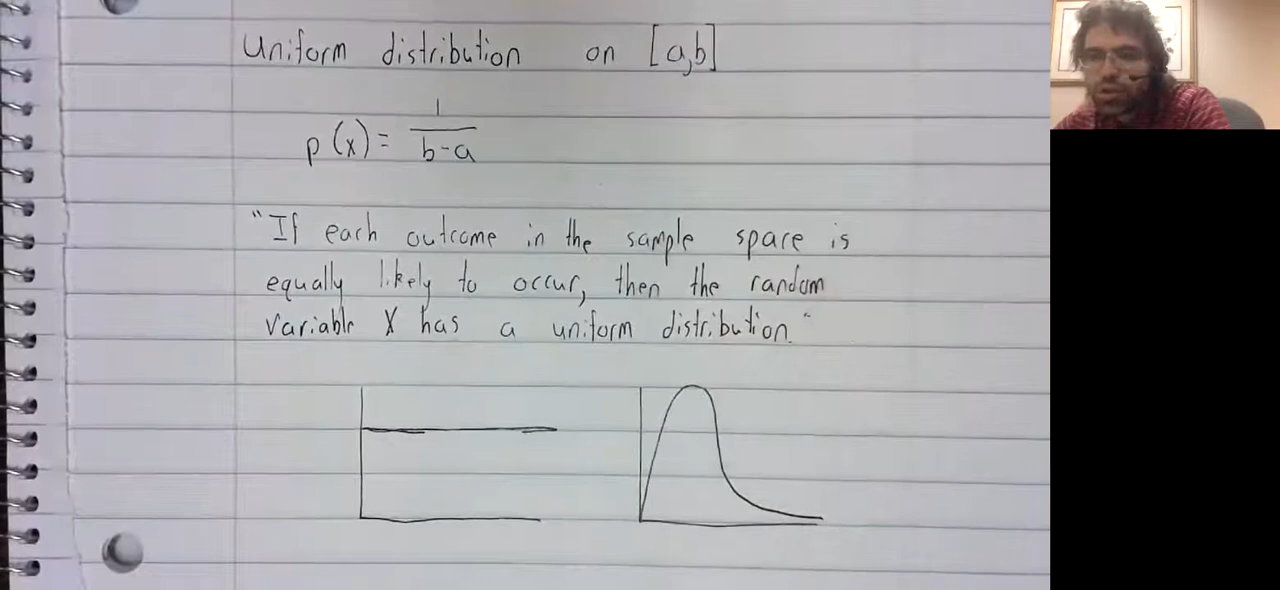 Uniform distribution on [a,b]
p(x) = 1/(b-a)
"If each outcome in the sample space is
equally likely to occur, then the random
variable X has a uniform distribution."